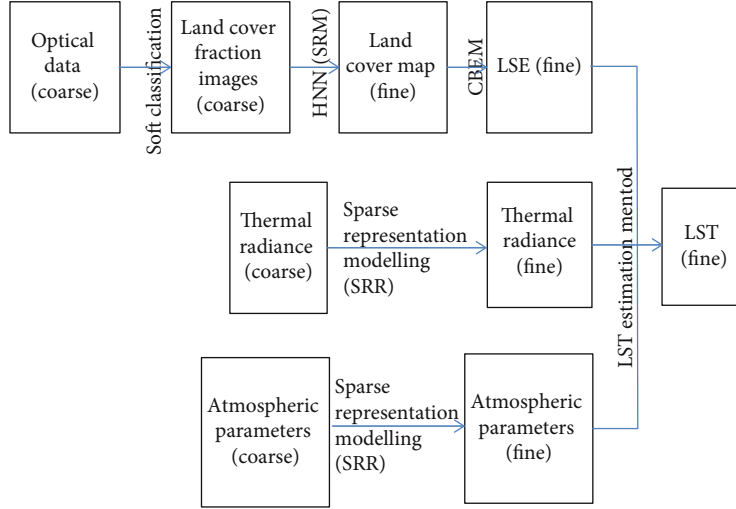 Optical
data
(coarse)
Soft classification
Land cover
fraction
images
(coarse)
HNN (SRM)
Land
cover map
(fine)
CBEM
LSE (fine)
Thermal
radiance
(coarse)
Sparse
representation
modelling
(SRR)
Thermal
radiance
(fine)
LST estimation mentod
LST
(fine)
Atmospheric
parameters
(coarse)
Sparse
representation
modelling
(SRR)
Atmospheric
parameters
(fine)